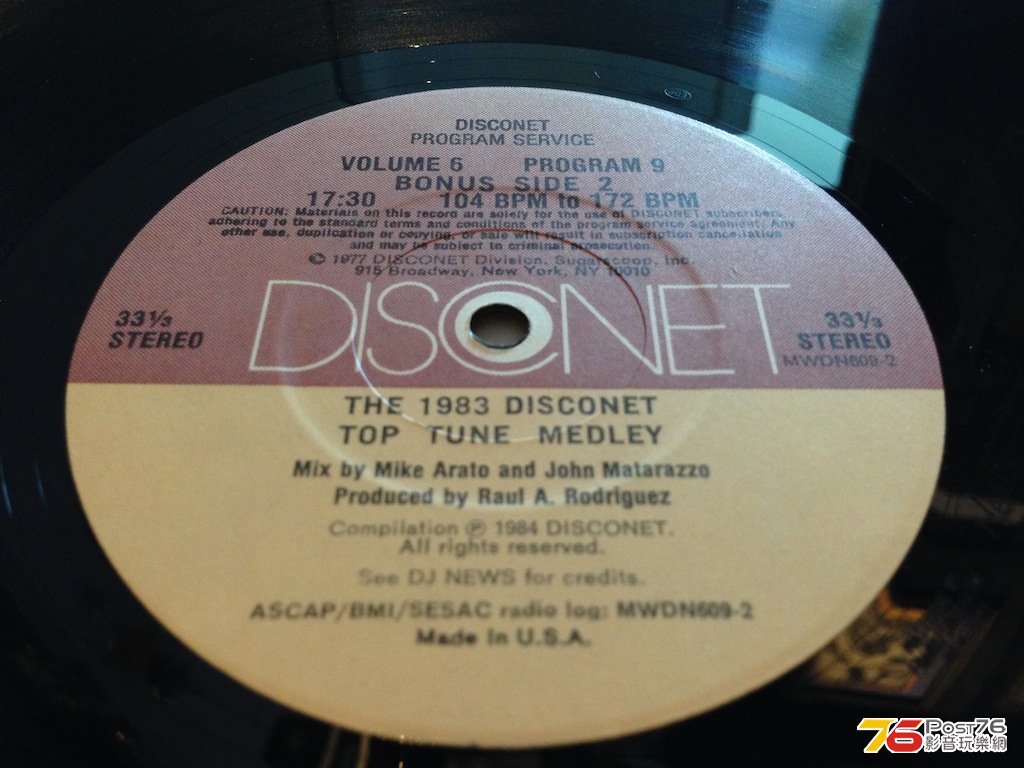 DISCONET
PROGRAM SERVICE
VOLUME 6 PROGRAM 9
BONUS SIDE 2
17:30 104 BPM to 172 BPM
CAUTION: Materials on this record are solely for the use of DISCONET subscribers
adhering to the standard terms and conditions of the program service agreement. Any
other use, duplication or copying, or sale will result in subscription cancellation
and may be subject to criminal prosecution.
© 1977 DISCONET Division, Sugarscoop, Inc.
915 Broadway, New York, NY 10010
DISCONET
33⅓
STEREO
33⅓
STEREO
MWDN609-2
THE 1983 DISCONET
TOP TUNE MEDLEY
Mix by Mike Arato and John Matarazzo
Produced by Raul A. Rodriguez
Compilation ℗ 1984 DISCONET.
All rights reserved.
See DJ NEWS for credits.
ASCAP/BMI/SESAC radio log: MWDN609-2
Made in U.S.A.
76 Post76
影音玩樂網